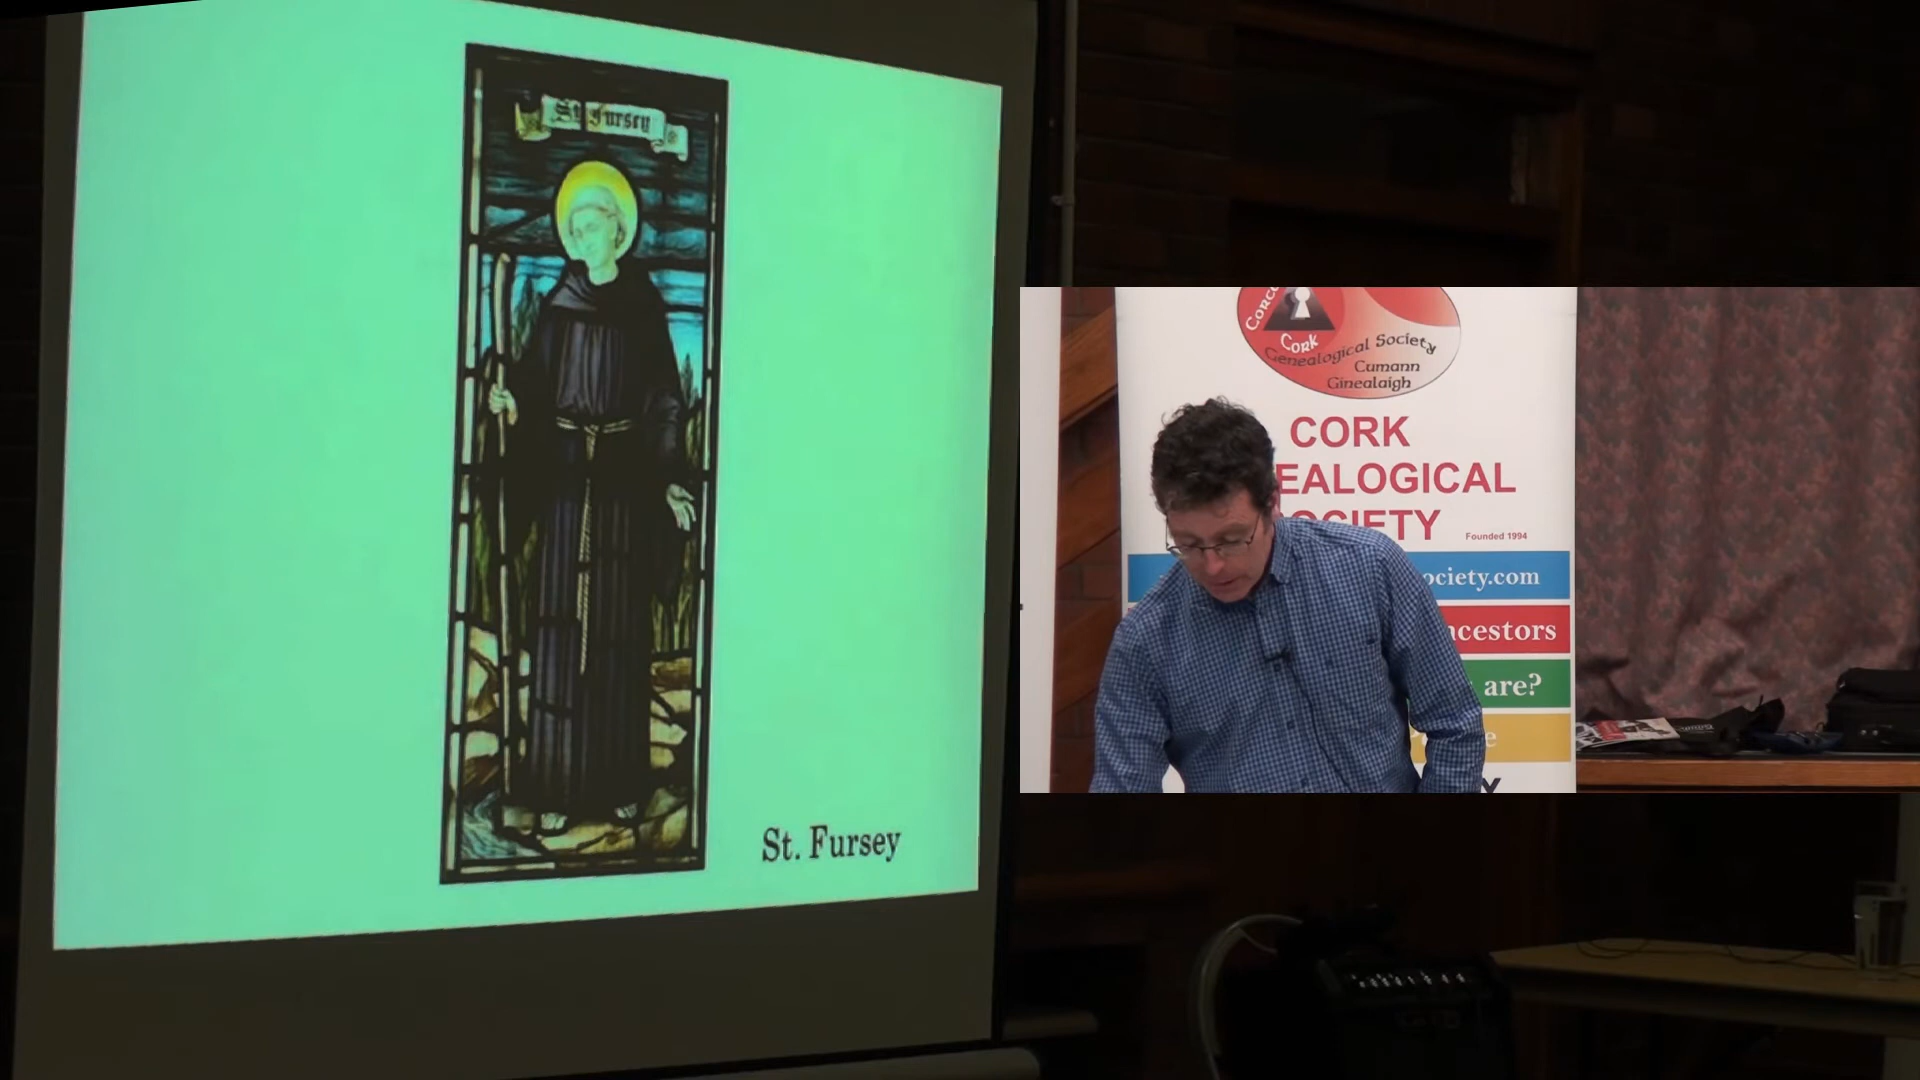 St Fursey
St. Fursey
Cork
Genealogical Society
Cumann
Ginealaigh
CORK
EALOGICAL
OCIETY
Founded 1994
ociety.com
ncestors
are?
e
Y